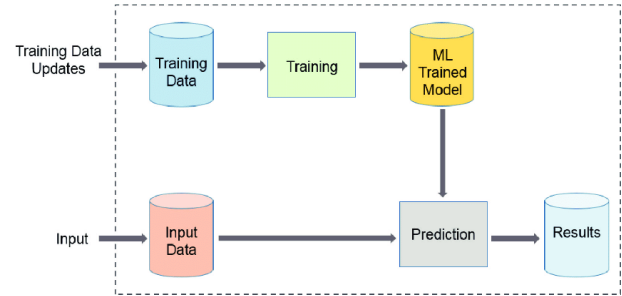 Training Data
Updates
Training
Data
Training
ML
Trained
Model
Input
Input
Data
Prediction
Results